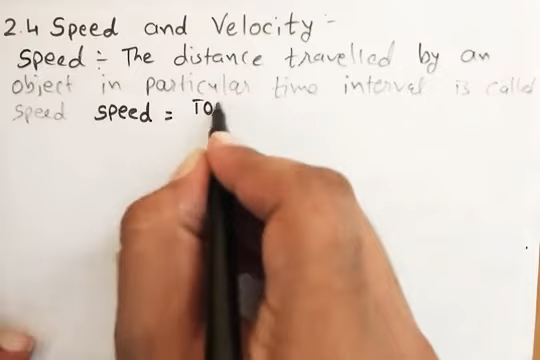 2.4 Speed and Velocity :-
Speed :- The distance travelled by an
object in particular time interval is called
speed speed = To